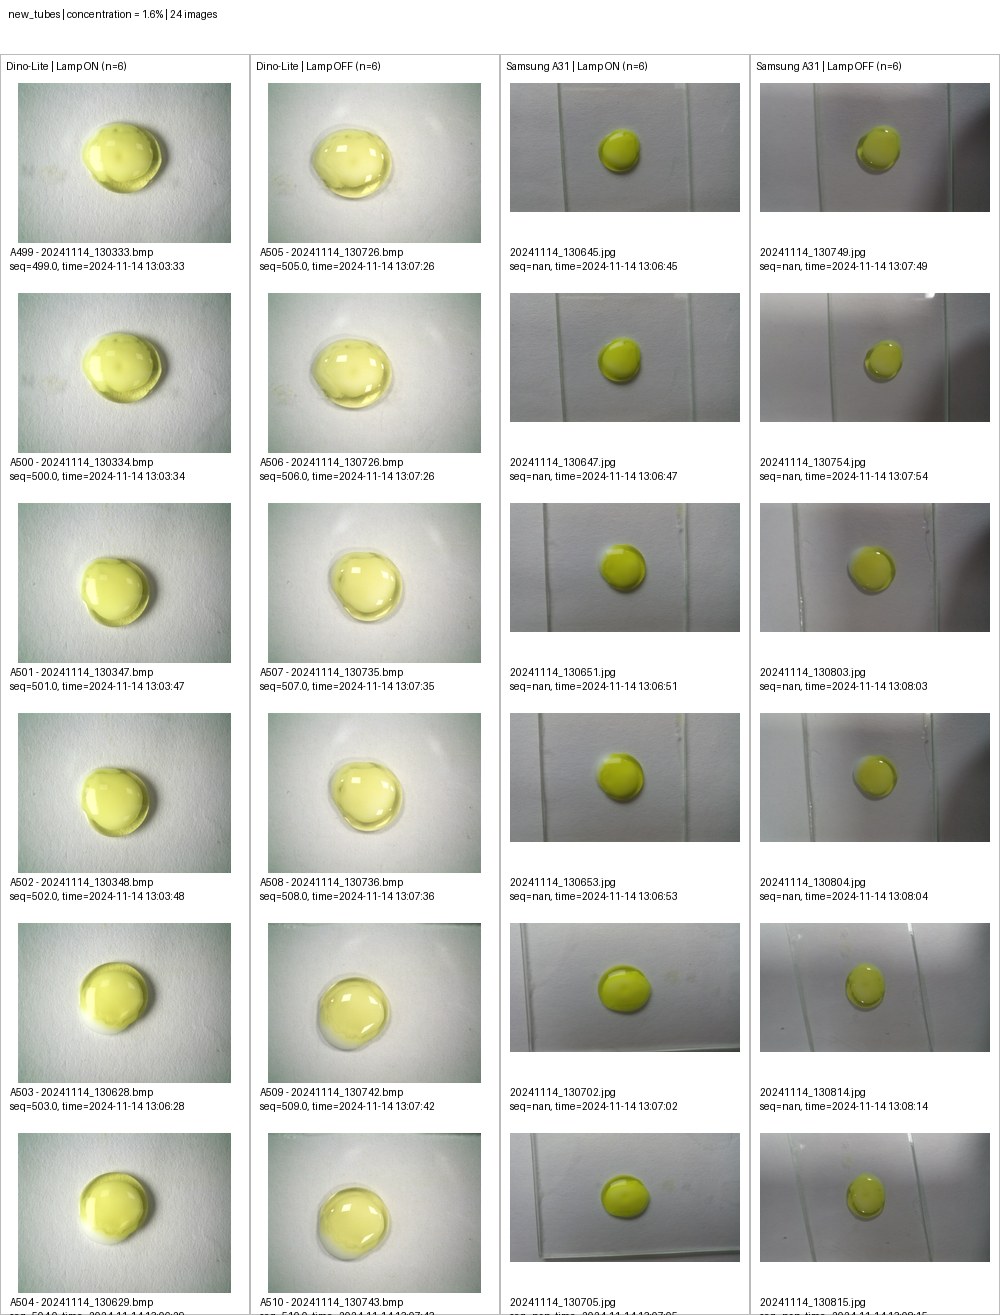 new_tubes | concentration = 1.6% | 24 images
Dino-Lite | Lamp ON (n=6)
Dino-Lite | Lamp OFF (n=6)
Samsung A31 | Lamp ON (n=6)
Samsung A31 | Lamp OFF (n=6)
A499 - 20241114_130333.bmp
seq=499.0, time=2024-11-14 13:03:33
A505 - 20241114_130726.bmp
seq=505.0, time=2024-11-14 13:07:26
20241114_130645.jpg
seq=nan, time=2024-11-14 13:06:45
20241114_130749.jpg
seq=nan, time=2024-11-14 13:07:49
A500 - 20241114_130334.bmp
seq=500.0, time=2024-11-14 13:03:34
A506 - 20241114_130726.bmp
seq=506.0, time=2024-11-14 13:07:26
20241114_130647.jpg
seq=nan, time=2024-11-14 13:06:47
20241114_130754.jpg
seq=nan, time=2024-11-14 13:07:54
A501 - 20241114_130347.bmp
seq=501.0, time=2024-11-14 13:03:47
A507 - 20241114_130735.bmp
seq=507.0, time=2024-11-14 13:07:35
20241114_130651.jpg
seq=nan, time=2024-11-14 13:06:51
20241114_130803.jpg
seq=nan, time=2024-11-14 13:08:03
A502 - 20241114_130348.bmp
seq=502.0, time=2024-11-14 13:03:48
A508 - 20241114_130736.bmp
seq=508.0, time=2024-11-14 13:07:36
20241114_130653.jpg
seq=nan, time=2024-11-14 13:06:53
20241114_130804.jpg
seq=nan, time=2024-11-14 13:08:04
A503 - 20241114_130628.bmp
seq=503.0, time=2024-11-14 13:06:28
A509 - 20241114_130742.bmp
seq=509.0, time=2024-11-14 13:07:42
20241114_130702.jpg
seq=nan, time=2024-11-14 13:07:02
20241114_130814.jpg
seq=nan, time=2024-11-14 13:08:14
A504 - 20241114_130629.bmp
A510 - 20241114_130743.bmp
20241114_130705.jpg
20241114_130815.jpg